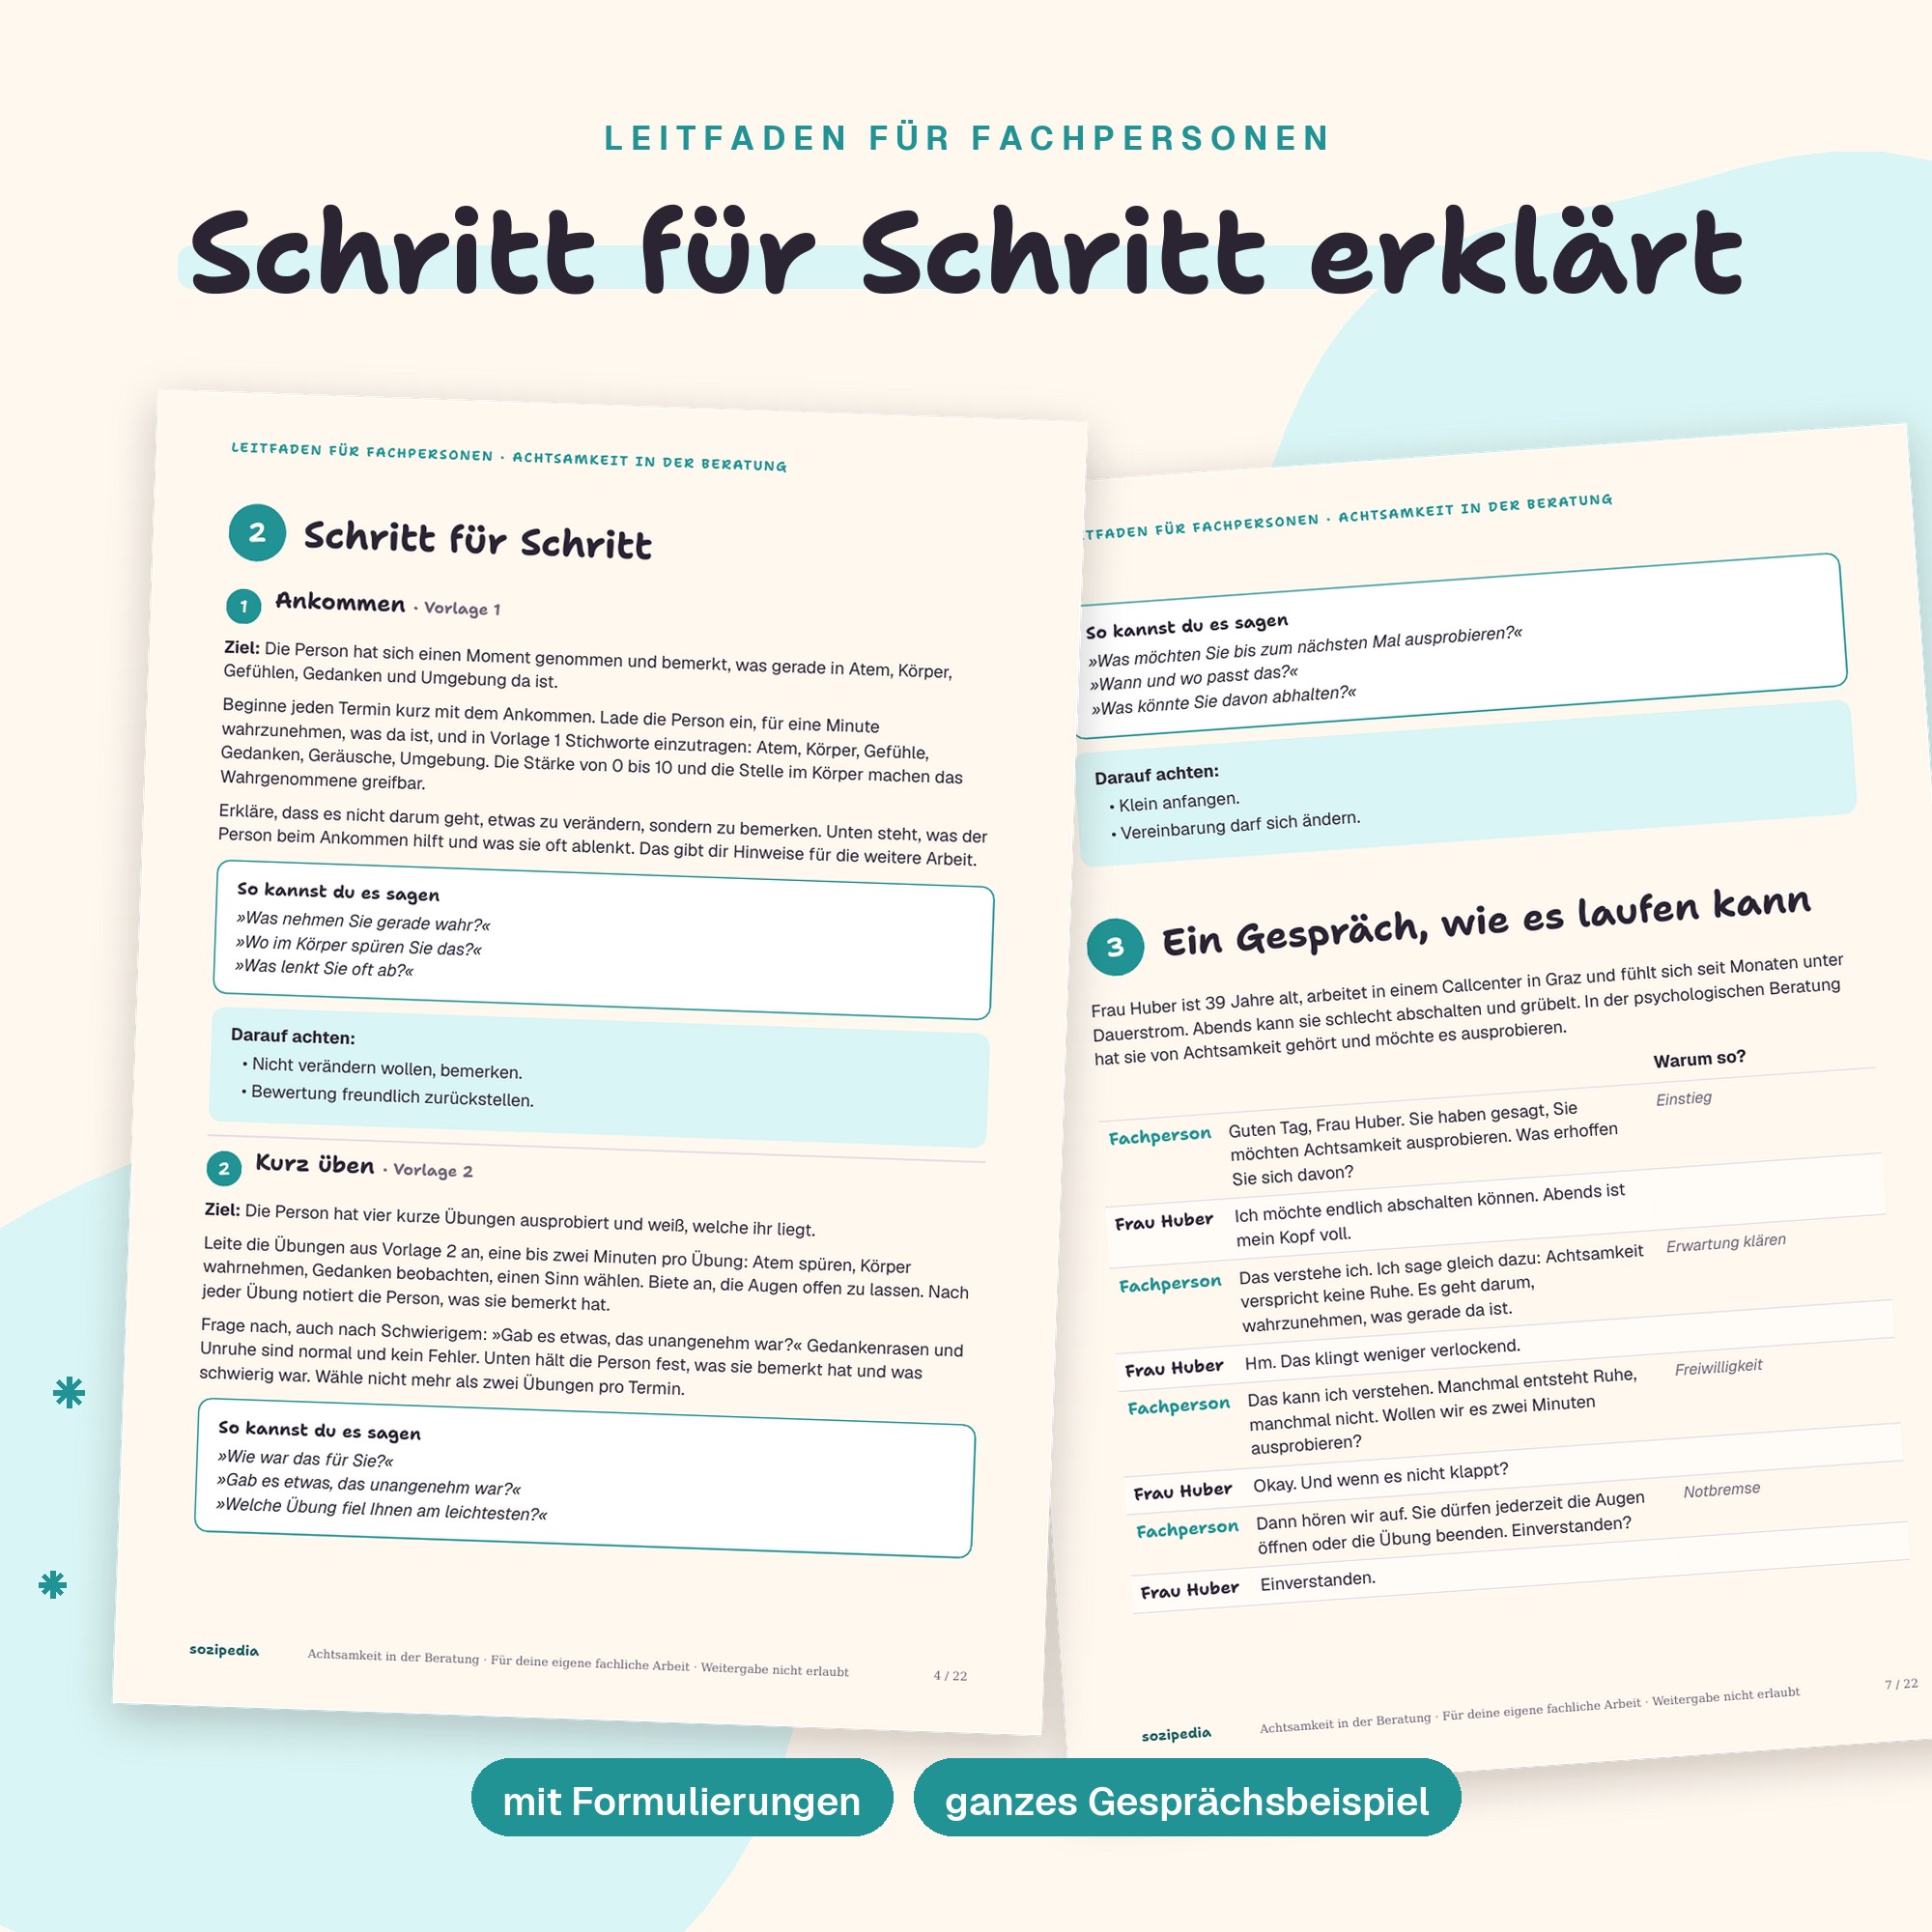 LEITFADEN FÜR FACHPERSONEN
Schritt für Schritt erklärt
LEITFADEN FÜR FACHPERSONEN · ACHTSAMKEIT IN DER BERATUNG
2 Schritt für Schritt
1 Ankommen · Vorlage 1
Ziel: Die Person hat sich einen Moment genommen und bemerkt, was gerade in Atem, Körper,
Gefühlen, Gedanken und Umgebung da ist.
Beginne jeden Termin kurz mit dem Ankommen. Lade die Person ein, für eine Minute
wahrzunehmen, was da ist, und in Vorlage 1 Stichworte einzutragen: Atem, Körper, Gefühle,
Gedanken, Geräusche, Umgebung. Die Stärke von 0 bis 10 und die Stelle im Körper machen das
Wahrgenommene greifbar.
Erkläre, dass es nicht darum geht, etwas zu verändern, sondern zu bemerken. Unten steht, was der
Person beim Ankommen hilft und was sie oft ablenkt. Das gibt dir Hinweise für die weitere Arbeit.
So kannst du es sagen
»Was nehmen Sie gerade wahr?«
»Wo im Körper spüren Sie das?«
»Was lenkt Sie oft ab?«
Darauf achten:
• Nicht verändern wollen, bemerken.
• Bewertung freundlich zurückstellen.
2 Kurz üben · Vorlage 2
Ziel: Die Person hat vier kurze Übungen ausprobiert und weiß, welche ihr liegt.
Leite die Übungen aus Vorlage 2 an, eine bis zwei Minuten pro Übung: Atem spüren, Körper
wahrnehmen, Gedanken beobachten, einen Sinn wählen. Biete an, die Augen offen zu lassen. Nach
jeder Übung notiert die Person, was sie bemerkt hat.
Frage nach, auch nach Schwierigem: »Gab es etwas, das unangenehm war?« Gedankenrasen und
Unruhe sind normal und kein Fehler. Unten hält die Person fest, was sie bemerkt hat und was
schwierig war. Wähle nicht mehr als zwei Übungen pro Termin.
So kannst du es sagen
»Wie war das für Sie?«
»Gab es etwas, das unangenehm war?«
»Welche Übung fiel Ihnen am leichtesten?«
sozipedia Achtsamkeit in der Beratung · Für deine eigene fachliche Arbeit · Weitergabe nicht erlaubt 4 / 22
TFADEN FÜR FACHPERSONEN · ACHTSAMKEIT IN DER BERATUNG
So kannst du es sagen
»Was möchten Sie bis zum nächsten Mal ausprobieren?«
»Wann und wo passt das?«
»Was könnte Sie davon abhalten?«
Darauf achten:
• Klein anfangen.
• Vereinbarung darf sich ändern.
3 Ein Gespräch, wie es laufen kann
Frau Huber ist 39 Jahre alt, arbeitet in einem Callcenter in Graz und fühlt sich seit Monaten unter
Dauerstrom. Abends kann sie schlecht abschalten und grübelt. In der psychologischen Beratung
hat sie von Achtsamkeit gehört und möchte es ausprobieren.
Warum so?
Fachperson Guten Tag, Frau Huber. Sie haben gesagt, Sie Einstieg
möchten Achtsamkeit ausprobieren. Was erhoffen
Sie sich davon?
Frau Huber Ich möchte endlich abschalten können. Abends ist
mein Kopf voll.
Fachperson Das verstehe ich. Ich sage gleich dazu: Achtsamkeit Erwartung klären
verspricht keine Ruhe. Es geht darum,
wahrzunehmen, was gerade da ist.
Frau Huber Hm. Das klingt weniger verlockend.
Fachperson Das kann ich verstehen. Manchmal entsteht Ruhe, Freiwilligkeit
manchmal nicht. Wollen wir es zwei Minuten
ausprobieren?
Frau Huber Okay. Und wenn es nicht klappt?
Fachperson Dann hören wir auf. Sie dürfen jederzeit die Augen Notbremse
öffnen oder die Übung beenden. Einverstanden?
Frau Huber Einverstanden.
sozipedia Achtsamkeit in der Beratung · Für deine eigene fachliche Arbeit · Weitergabe nicht erlaubt 7 / 22
mit Formulierungen
ganzes Gesprächsbeispiel